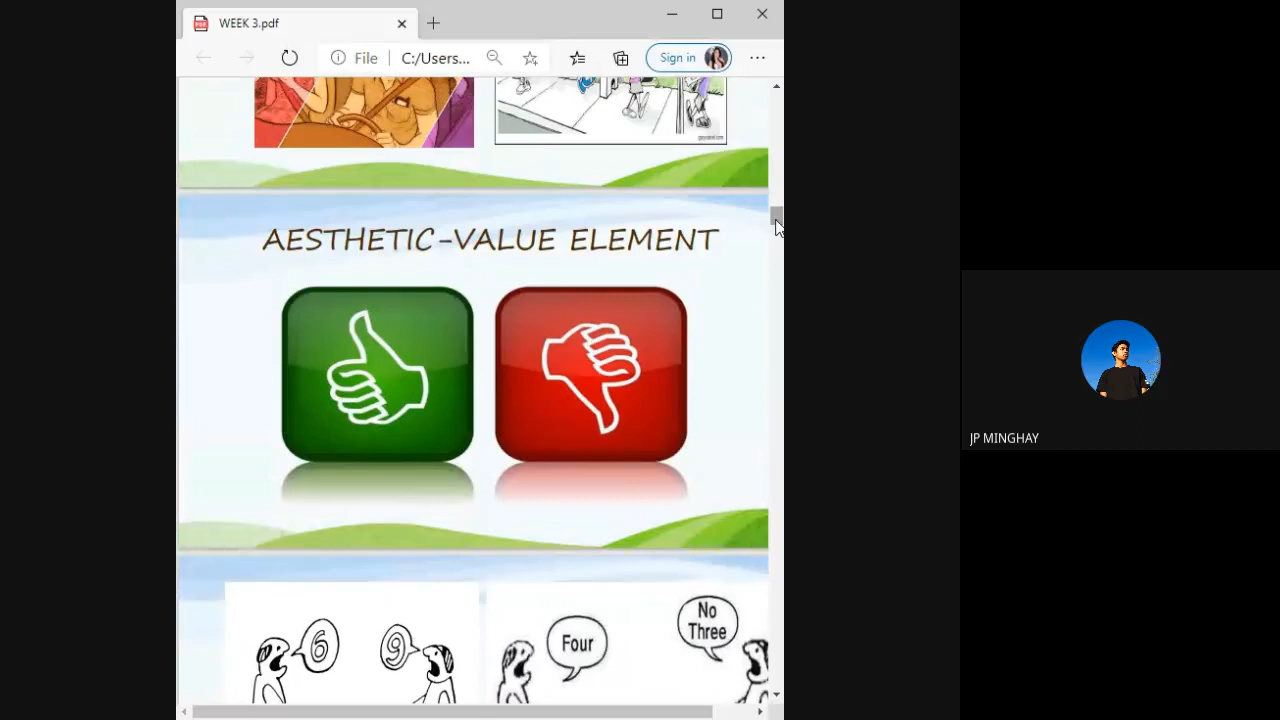 WEEK 3.pdf
File
C:/Users...
Sign in
AESTHETIC-VALUE ELEMENT
6
9
Four
No
Three
JP MINGHAY